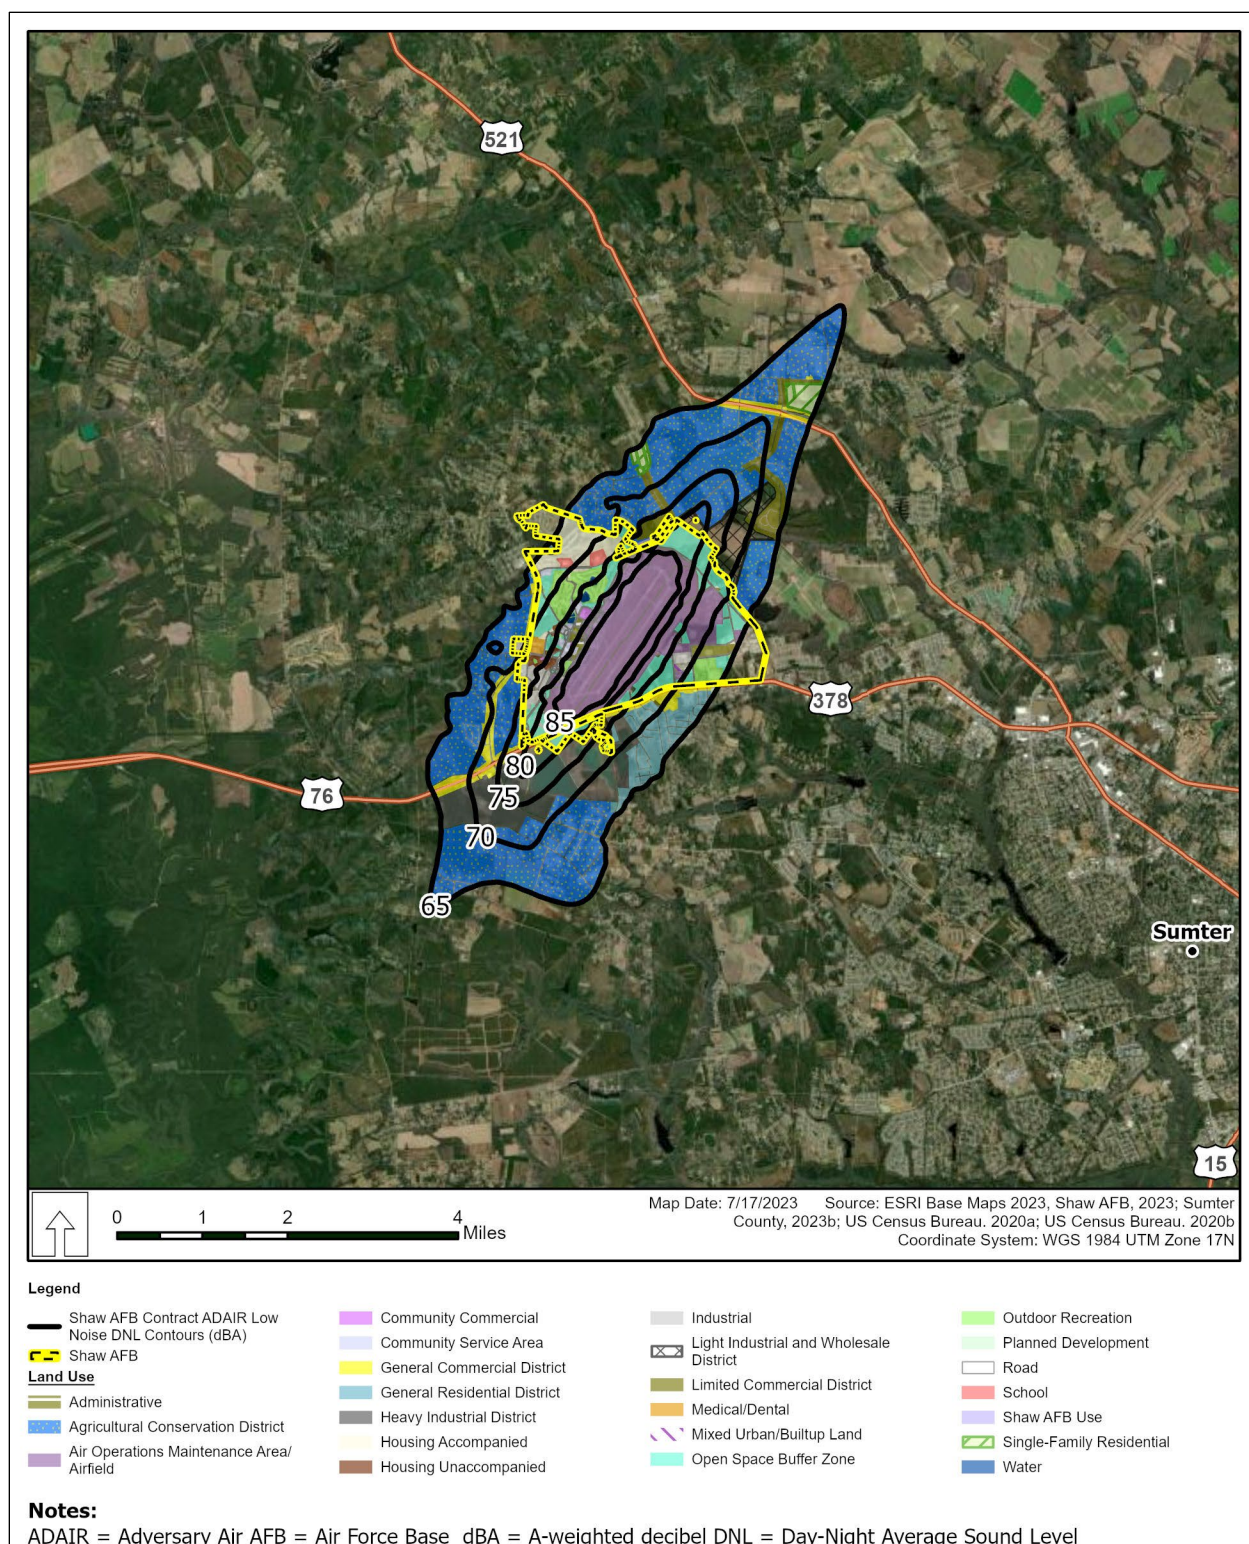 521
378
76
85
80
75
70
65
Sumter
15
0 1 2 4
Miles
Map Date: 7/17/2023 Source: ESRI Base Maps 2023, Shaw AFB, 2023; Sumter
County, 2023b; US Census Bureau. 2020a; US Census Bureau. 2020b
Coordinate System: WGS 1984 UTM Zone 17N
Legend
Shaw AFB Contract ADAIR Low
Noise DNL Contours (dBA)
Shaw AFB
Land Use
Administrative
Agricultural Conservation District
Air Operations Maintenance Area/
Airfield
Community Commercial
Community Service Area
General Commercial District
General Residential District
Heavy Industrial District
Housing Accompanied
Housing Unaccompanied
Industrial
Light Industrial and Wholesale
District
Limited Commercial District
Medical/Dental
Mixed Urban/Builtup Land
Open Space Buffer Zone
Outdoor Recreation
Planned Development
Road
School
Shaw AFB Use
Single-Family Residential
Water
Notes:
ADAIR = Adversary Air AFB = Air Force Base dBA = A-weighted decibel DNL = Day-Night Average Sound Level